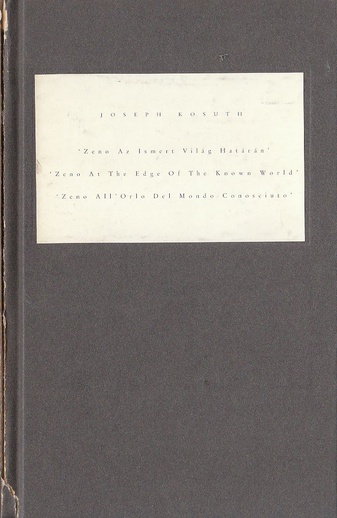 JOSEPH KOSUTH
'Zeno Az Ismert Világ Határán'
'Zeno At The Edge Of The Known World'
'Zeno All'Orlo Del Mondo Conosciuto'